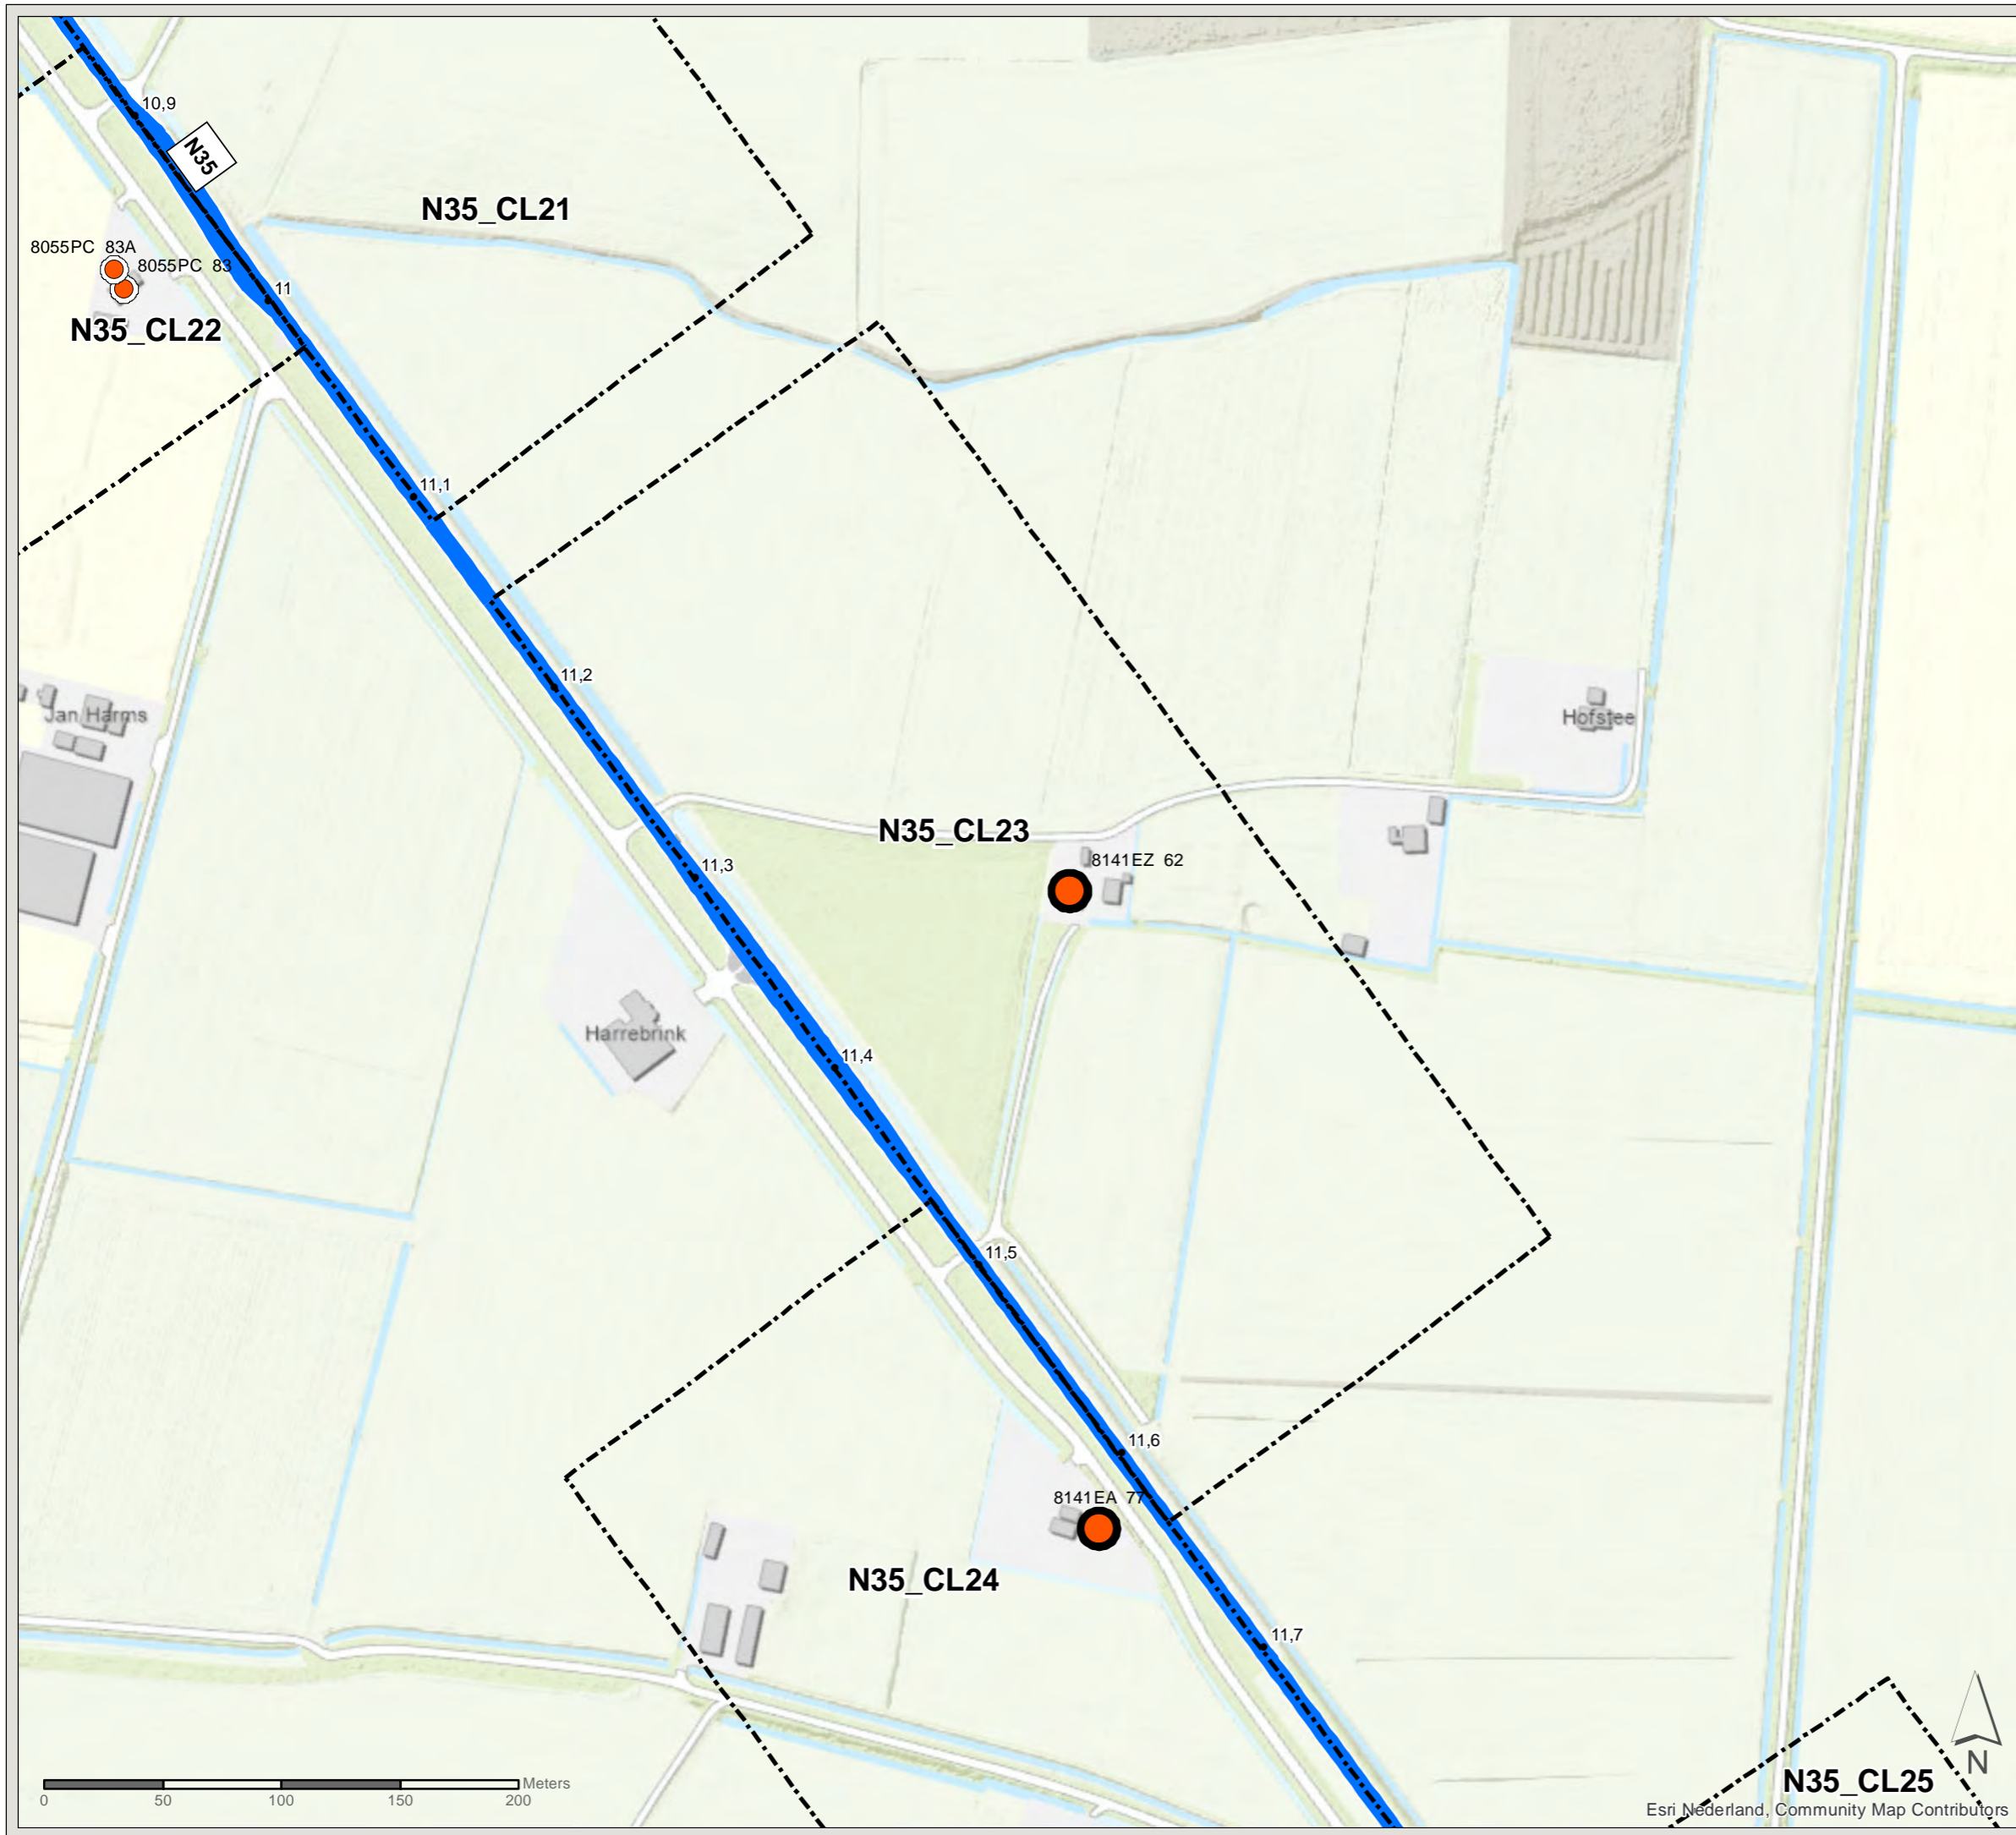 10,9
N35
N35_CL21
8055PC 83A
8055PC 83
11
N35_CL22
11,1
11,2
Jan Harms
Hofstee
N35_CL23
8141EZ 62
11,3
Harrebrink
11,4
11,5
11,6
8141EA 77
N35_CL24
11,7
N
N35_CL25
Meters
0 50 100 150 200
Esri Nederland, Community Map Contributors